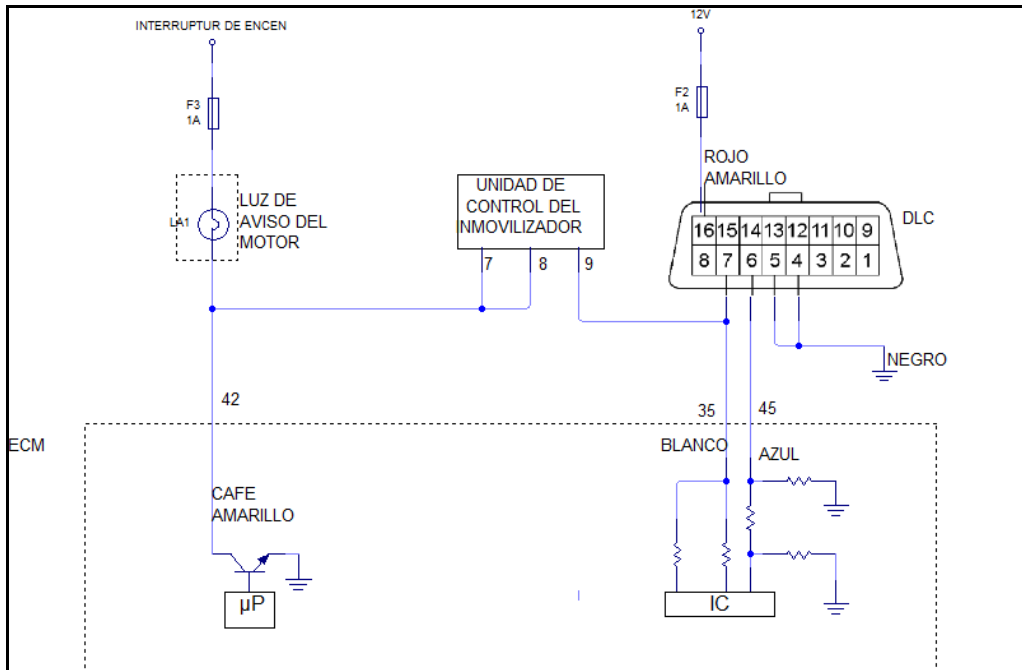 INTERRUPTUR DE ENCEN
12V
F3
1A
F2
1A
ROJO
AMARILLO
LA1
LUZ DE
AVISO DEL
MOTOR
UNIDAD DE
CONTROL DEL
INMOVILIZADOR
DLC
16 15 14 13 12 11 10 9
8 7 6 5 4 3 2 1
7 8 9
NEGRO
42
35 45
ECM
BLANCO
AZUL
CAFE
AMARILLO
µP
IC